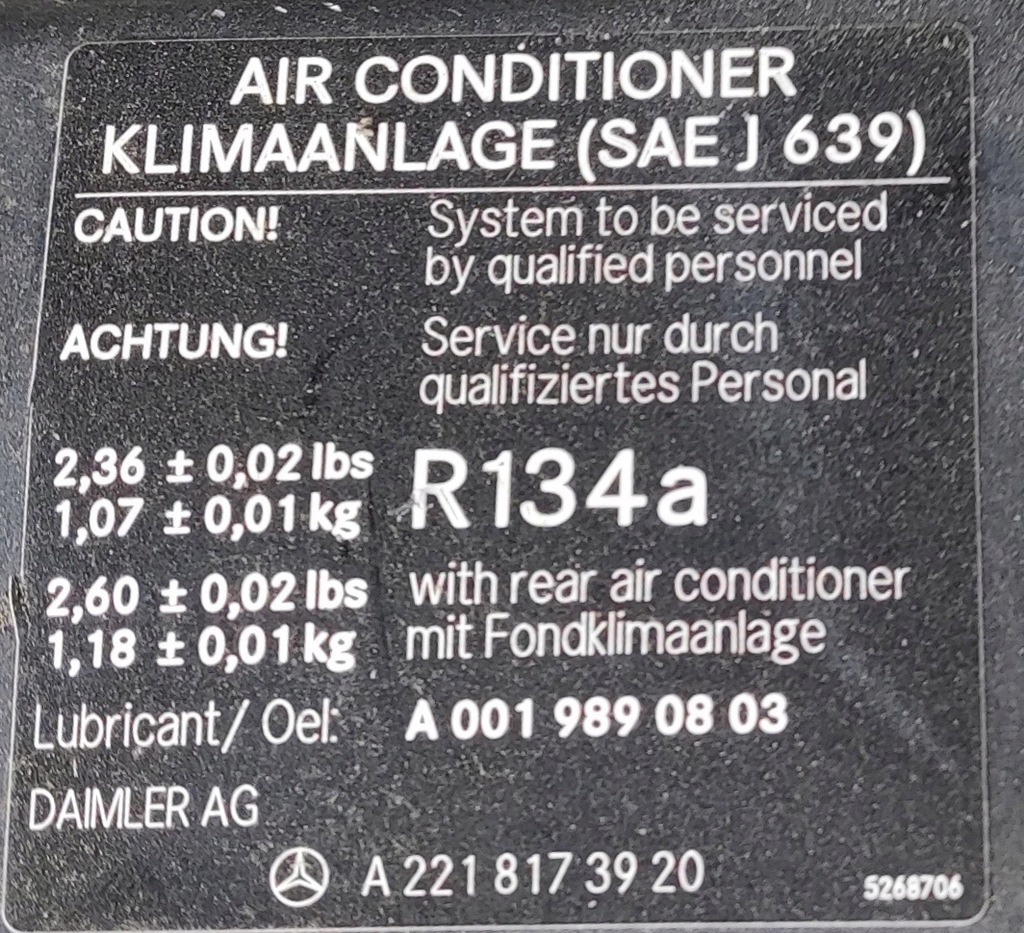 AIR CONDITIONER
KLIMAANLAGE (SAE J 639)
CAUTION! System to be serviced
by qualified personnel
ACHTUNG! Service nur durch
qualifiziertes Personal
2,36 ± 0,02 lbs R134a
1,07 ± 0,01 kg
2,60 ± 0,02 lbs with rear air conditioner
1,18 ± 0,01 kg mit Fondklimaanlage
Lubricant/ Oel: A 001 989 08 03
DAIMLER AG
A 221 817 39 20 5268706